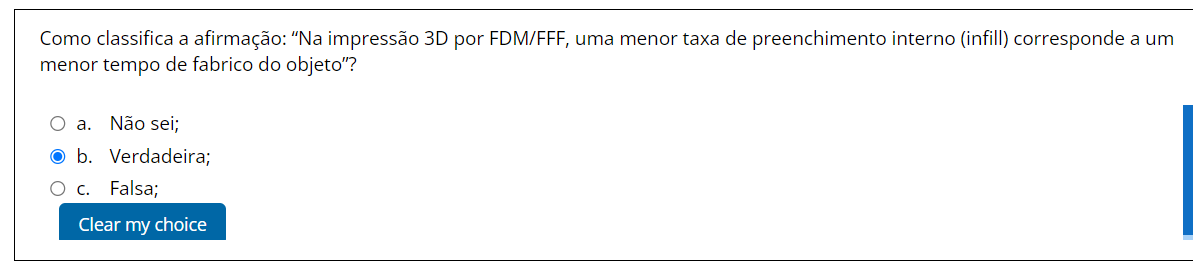 Como classifica a afirmação: “Na impressão 3D por FDM/FFF, uma menor taxa de preenchimento interno (infill) corresponde a um
menor tempo de fabrico do objeto”?
a. Não sei;
b. Verdadeira;
c. Falsa;
Clear my choice